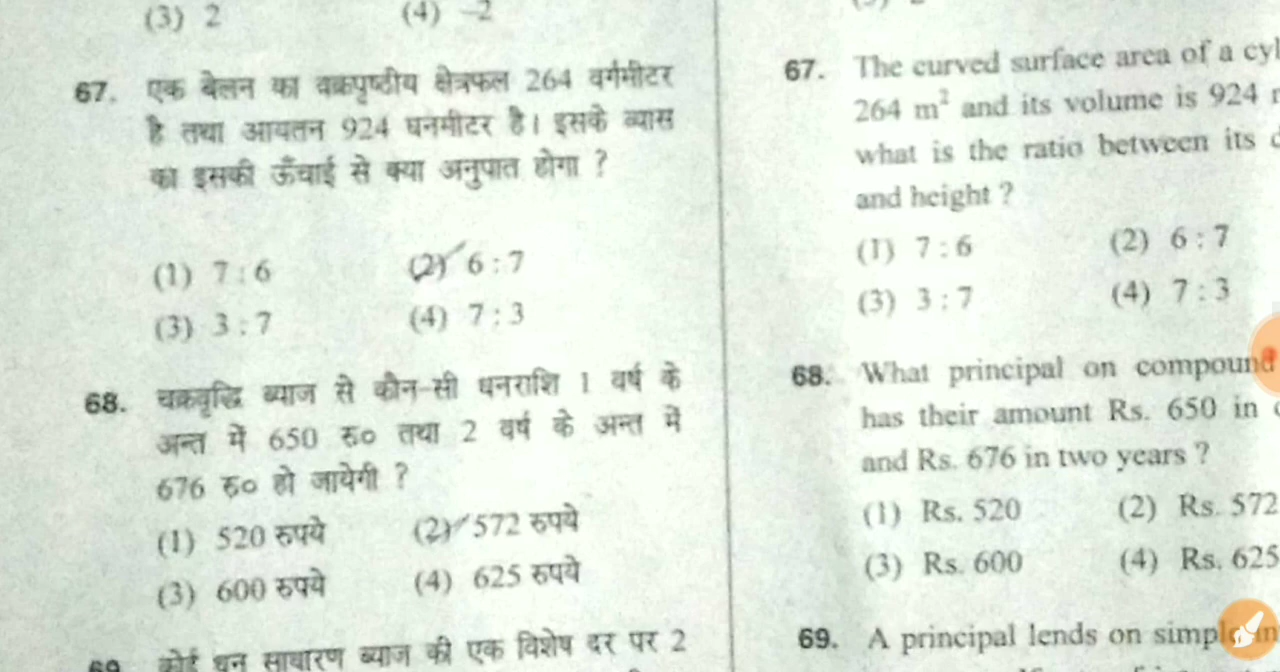 (3) 2 (4) -2
67. एक बेलन का वक्रपृष्ठीय क्षेत्रफल 264 वर्गमीटर
है तथा आयतन 924 घनमीटर है। इसके व्यास
का इसकी ऊँचाई से क्या अनुपात होगा ?
(1) 7 : 6 (2) 6 : 7
(3) 3 : 7 (4) 7 : 3
68. चक्रवृद्धि ब्याज से कौन-सी धनराशि 1 वर्ष के
अन्त में 650 रु० तथा 2 वर्ष के अन्त में
676 रु० हो जायेगी ?
(1) 520 रुपये (2) 572 रुपये
(3) 600 रुपये (4) 625 रुपये
69 कोई धन साधारण ब्याज की एक विशेष दर पर 2
67. The curved surface area of a cyl
264 m² and its volume is 924
what is the ratio between its
and height ?
(1) 7 : 6 (2) 6 : 7
(3) 3 : 7 (4) 7 : 3
68. What principal on compound
has their amount Rs. 650 in
and Rs. 676 in two years ?
(1) Rs. 520 (2) Rs. 572
(3) Rs. 600 (4) Rs. 625
69. A principal lends on simple in